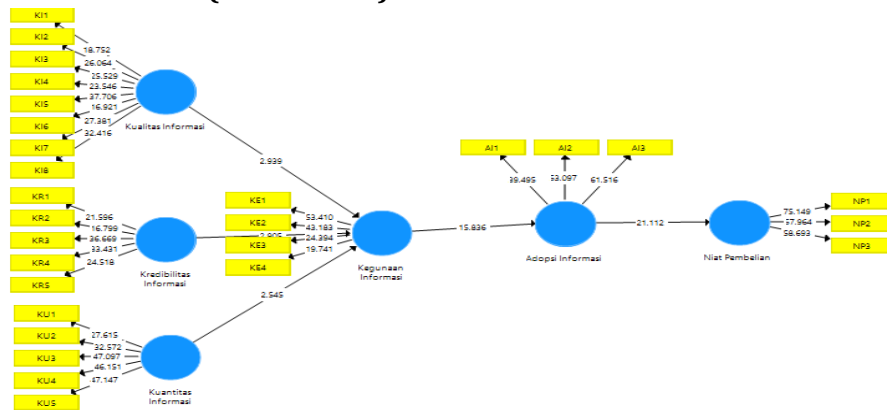 KI1
KI2
KI3
KI4
KI5
KI6
KI7
KI8
18.752
26.064
25.529
23.546
37.706
16.921
27.381
32.416
Kualitas Informasi
2.939
KR1
KR2
KR3
KR4
KR5
21.596
16.799
36.669
33.431
24.518
Kredibilitas
Informasi
2.905
KU1
KU2
KU3
KU4
KU5
27.615
32.572
47.097
46.151
47.147
Kuantitas
Informasi
2.545
KE1
KE2
KE3
KE4
53.410
43.183
24.394
19.741
Kegunaan
Informasi
15.836
AI1
AI2
AI3
61.516
Adopsi Informasi
21.112
NP1
NP2
NP3
75.149
57.964
58.693
Niat Pembelian